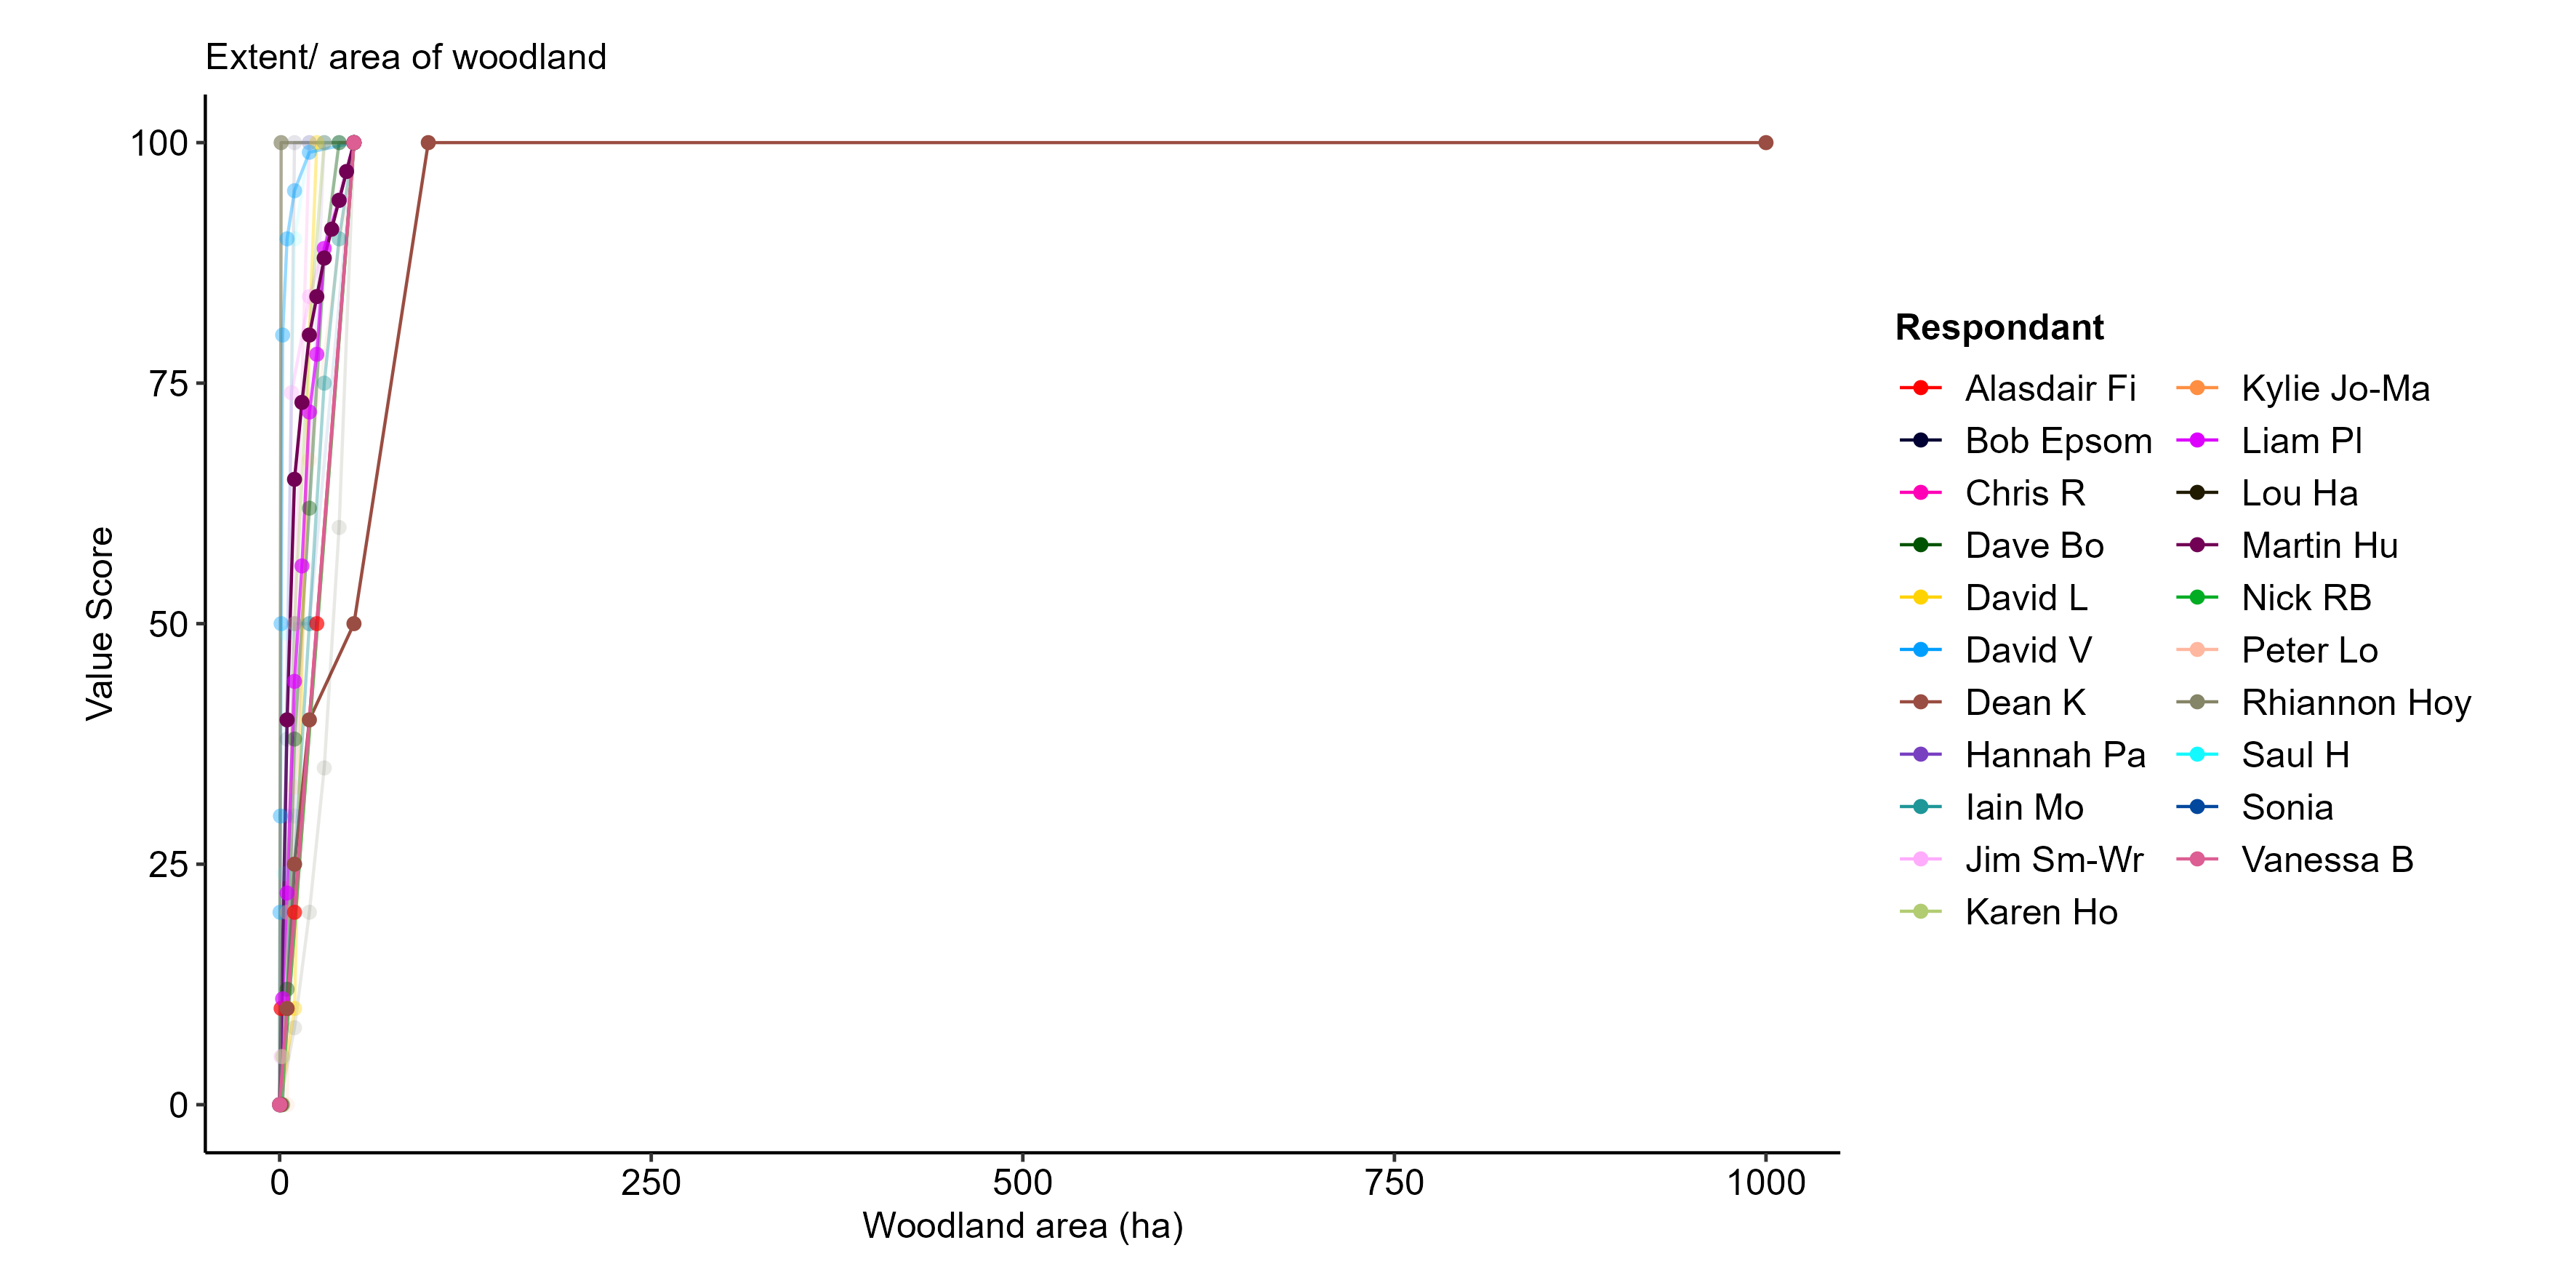 Extent/ area of woodland
100
75
50
25
0
Value Score
0 250 500 750 1000
Woodland area (ha)
Respondant
Alasdair Fi
Bob Epsom
Chris R
Dave Bo
David L
David V
Dean K
Hannah Pa
Iain Mo
Jim Sm-Wr
Karen Ho
Kylie Jo-Ma
Liam Pl
Lou Ha
Martin Hu
Nick RB
Peter Lo
Rhiannon Hoy
Saul H
Sonia
Vanessa B